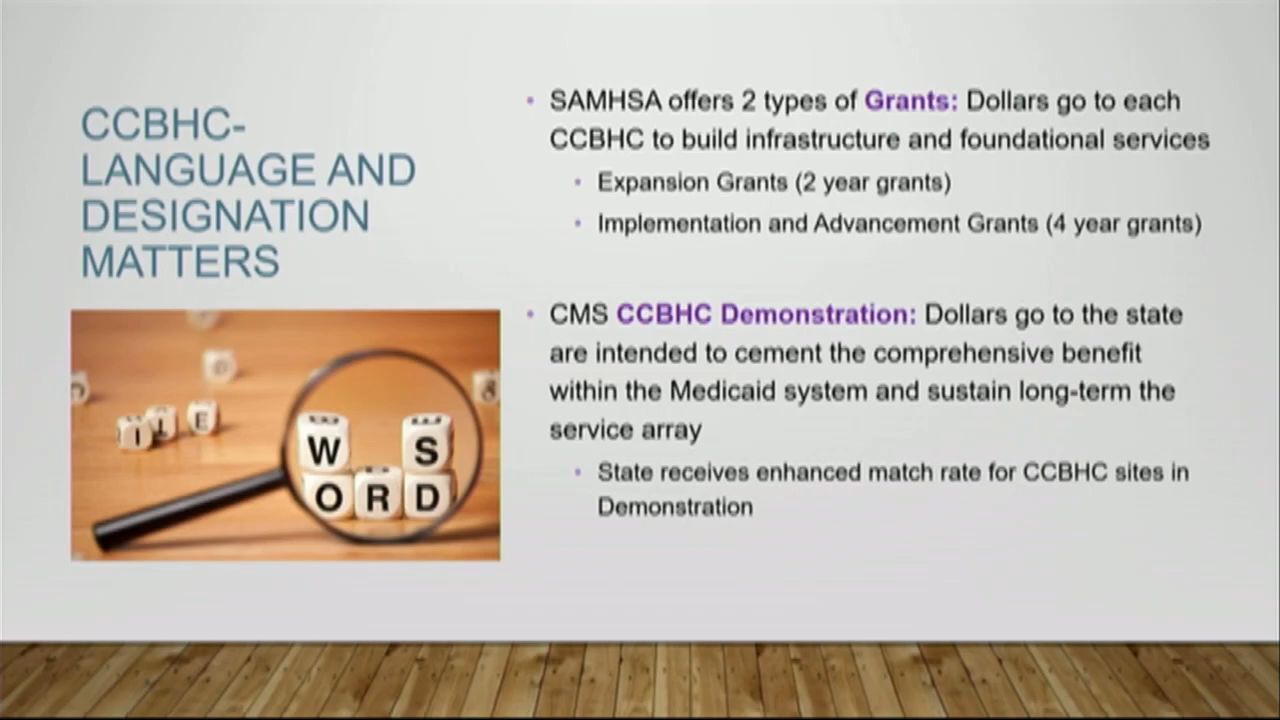 CCBHC-
LANGUAGE AND
DESIGNATION
MATTERS
• SAMHSA offers 2 types of Grants: Dollars go to each
CCBHC to build infrastructure and foundational services
• Expansion Grants (2 year grants)
• Implementation and Advancement Grants (4 year grants)
• CMS CCBHC Demonstration: Dollars go to the state
are intended to cement the comprehensive benefit
within the Medicaid system and sustain long-term the
service array
• State receives enhanced match rate for CCBHC sites in
Demonstration
I L E
W S
O R D